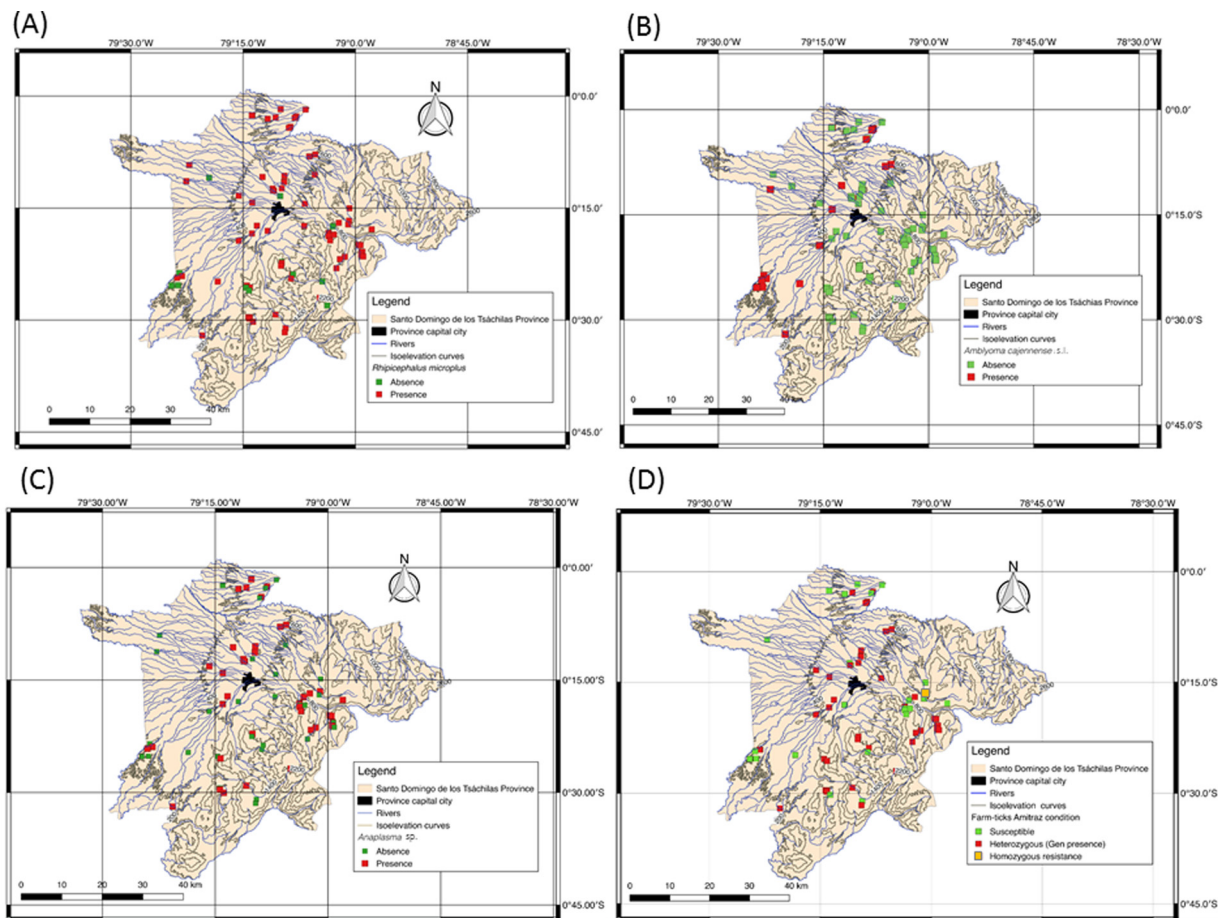 (A)
79°30.0′W 79°15.0′W 79°0.0′W 78°45.0′W
N
0°0.0′
0°15.0′
0°30.0′
0°45.0′
Legend
Santo Domingo de los Tsáchilas Province
Province capital city
Rivers
Isoelevation curves
Rhipicephalus microplus
Absence
Presence
0 10 20 30 40 km
(B)
79°30.0′W 79°15.0′W 79°0.0′W 78°45.0′W 78°30.0′W
0°0.0′
0°15.0′S
0°30.0′S
0°45.0′S
Legend
Santo Domingo de los Tsáchias Province
Province capital city
Rivers
Isoelevation curves
Amblyoma cajennense s.l.
Absence
Presence
0 10 20 30 40 k
(C)
79°30.00′W 79°15.00′W 79°0.00′W 78°45.00′W 78°30.00′W
N
0°0.00′
0°15.00′S
0°30.00′S
0°45.00′S
Legend
Santo Domingo de los Tsáchilas Province
Province capital city
Rivers
Isoelevation curves
Anaplasma sp.
Absence
Presence
0 10 20 30 40 km
(D)
79°30.0′W 79°15.0′W 79°0.0′W 78°45.0′W 78°30.0′W
N
0°0.0′
0°15.0′S
0°30.0′S
0°45.0′S
Legend
Santo Domingo de los Tsáchilas Province
Province capital city
Rivers
Isoelevation curves
Farm-ticks Amitraz condition
Susceptible
Heterozygous (Gen presence)
Homozygous resistance
0 10 20 30 40 km